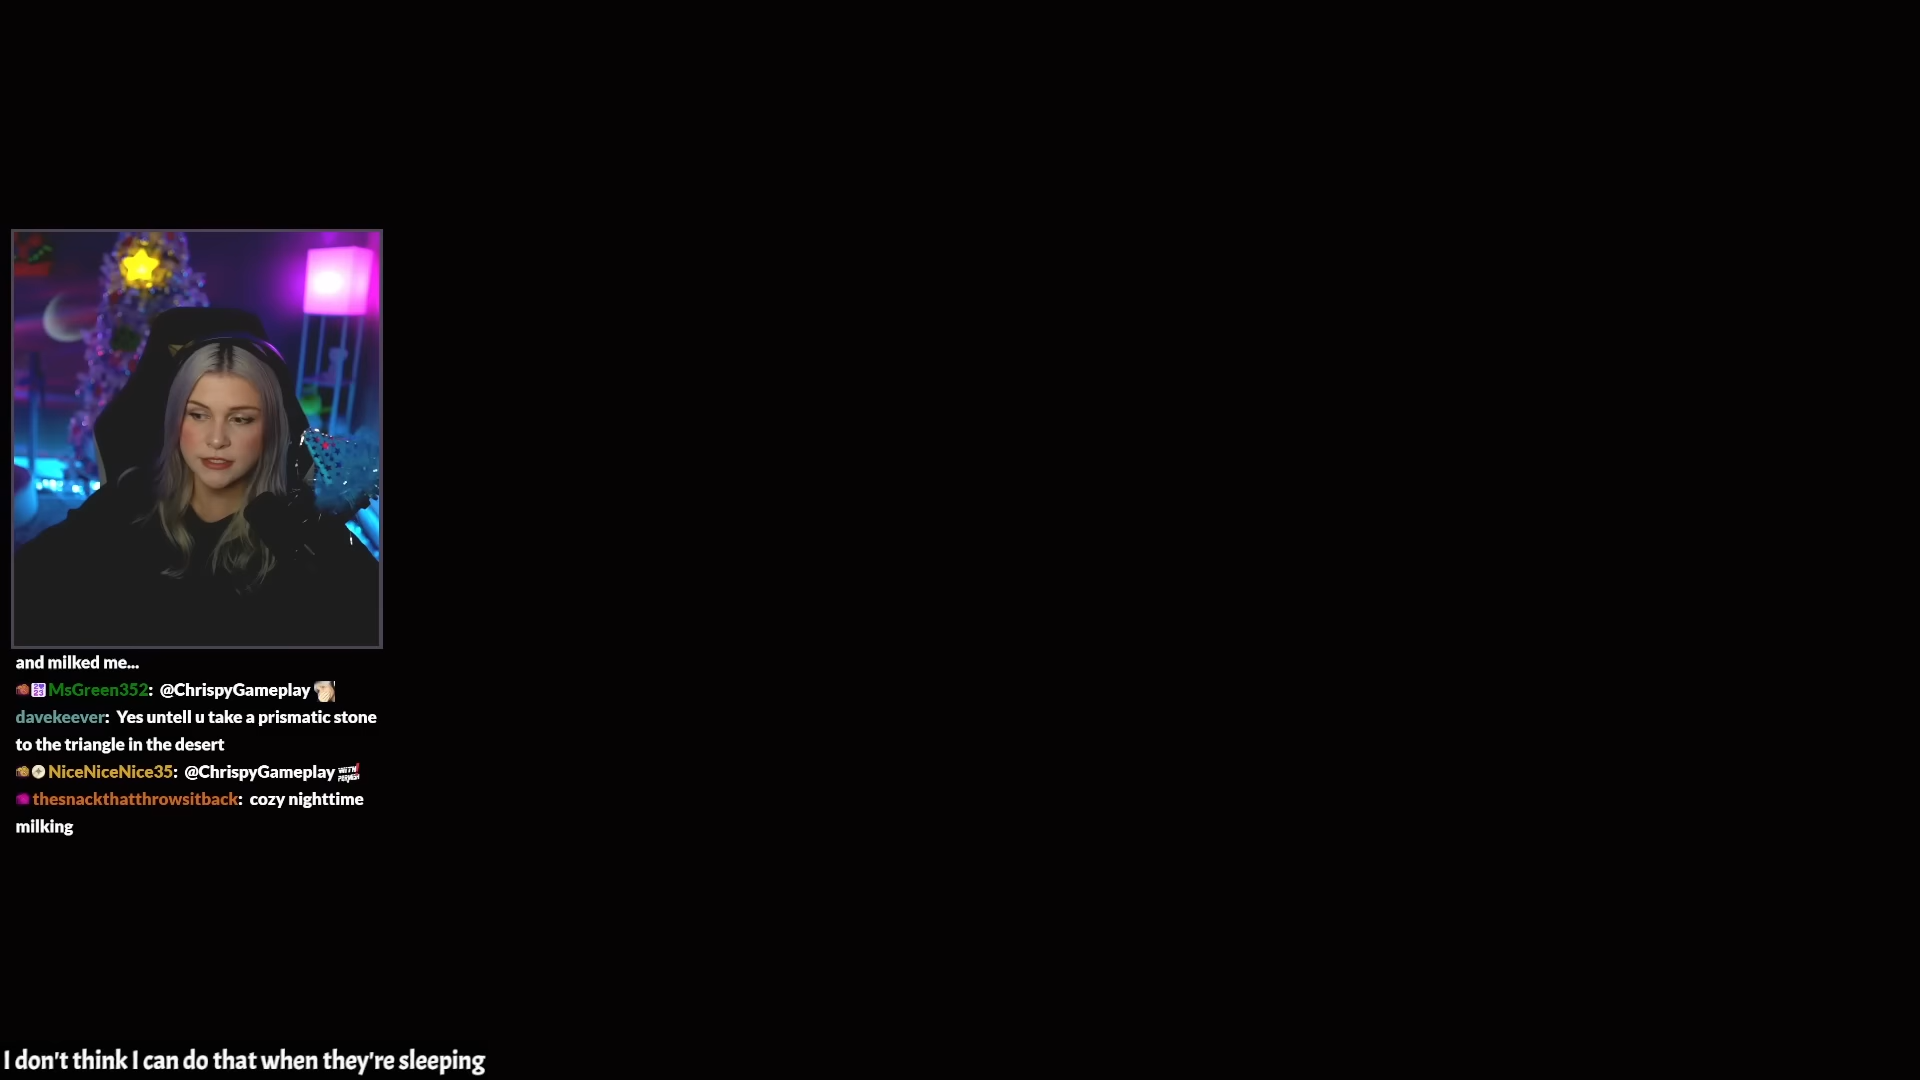 and milked me...
MsGreen352: @ChrispyGameplay
davekeever: Yes untell u take a prismatic stone
to the triangle in the desert
NiceNiceNice35: @ChrispyGameplay
thesnackthatthrowsitback: cozy nighttime
milking
I don't think I can do that when they're sleeping